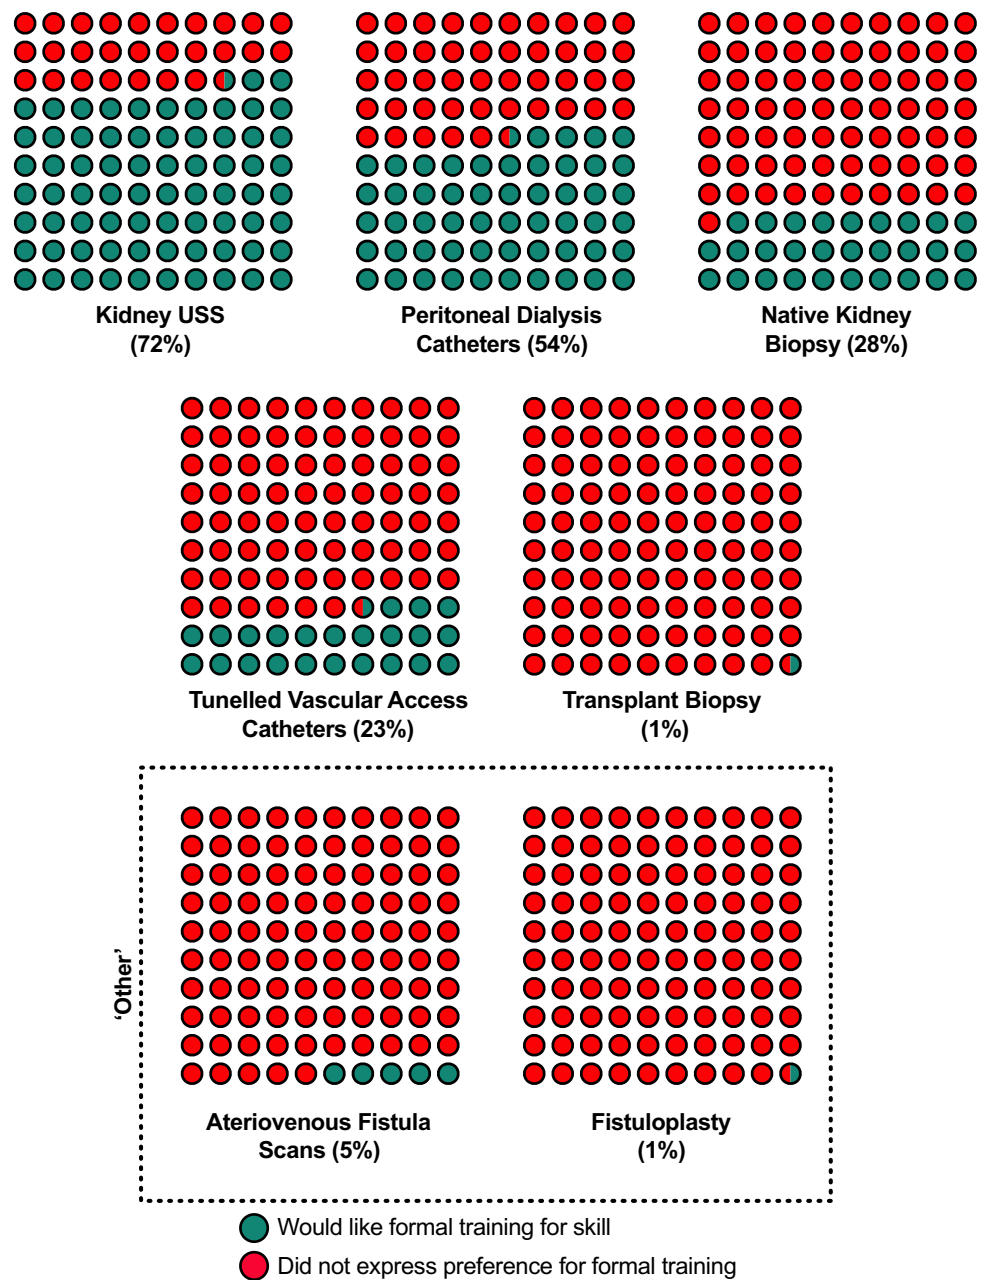 Kidney USS
(72%)
Peritoneal Dialysis
Catheters (54%)
Native Kidney
Biopsy (28%)
Tunelled Vascular Access
Catheters (23%)
Transplant Biopsy
(1%)
‘Other’
Ateriovenous Fistula
Scans (5%)
Fistuloplasty
(1%)
Would like formal training for skill
Did not express preference for formal training